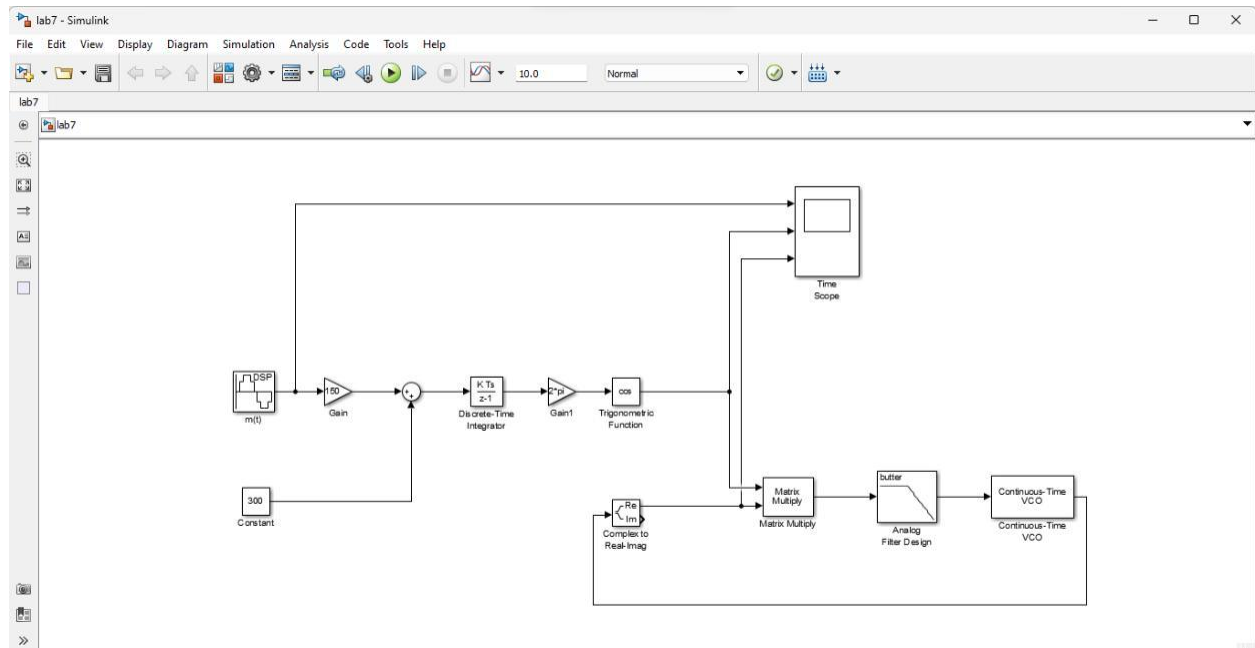 lab7 - Simulink
File Edit View Display Diagram Simulation Analysis Code Tools Help
10.0 Normal
lab7
lab7
Time
Scope
DSP
m(t)
150
Gain
K Ts
z-1
Discrete-Time
Integrator
2*pi
Gain1
cos
Trigonometric
Function
300
Constant
Re
Im
Complex to
Real-Imag
Matrix
Multiply
Matrix Multiply
butter
Analog
Filter Design
Continuous-Time
VCO
Continuous-Time
VCO